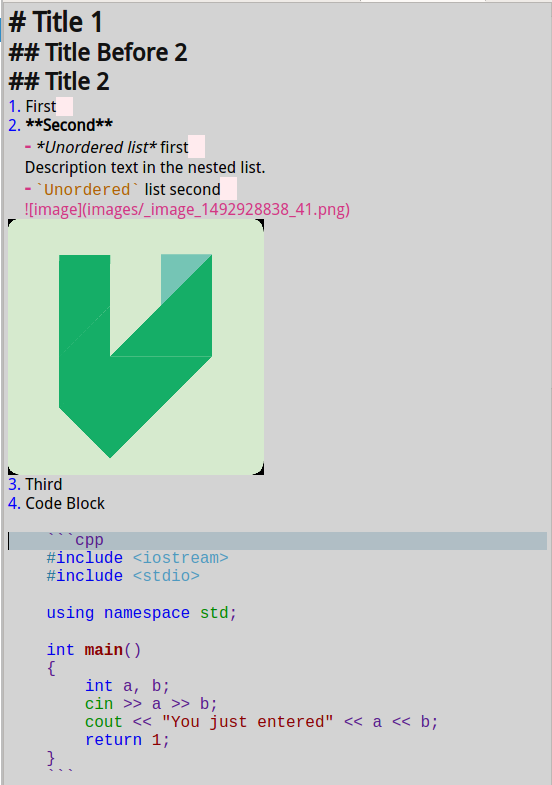 # Title 1
## Title Before 2
## Title 2
1. First
2. **Second**
- *Unordered list* first
Description text in the nested list.
- `Unordered` list second
![image](images/_image_1492928838_41.png)
3. Third
4. Code Block
```cpp
#include <iostream>
#include <stdio>
using namespace std;
int main()
{
int a, b;
cin >> a >> b;
cout << "You just entered" << a << b;
return 1;
}
```